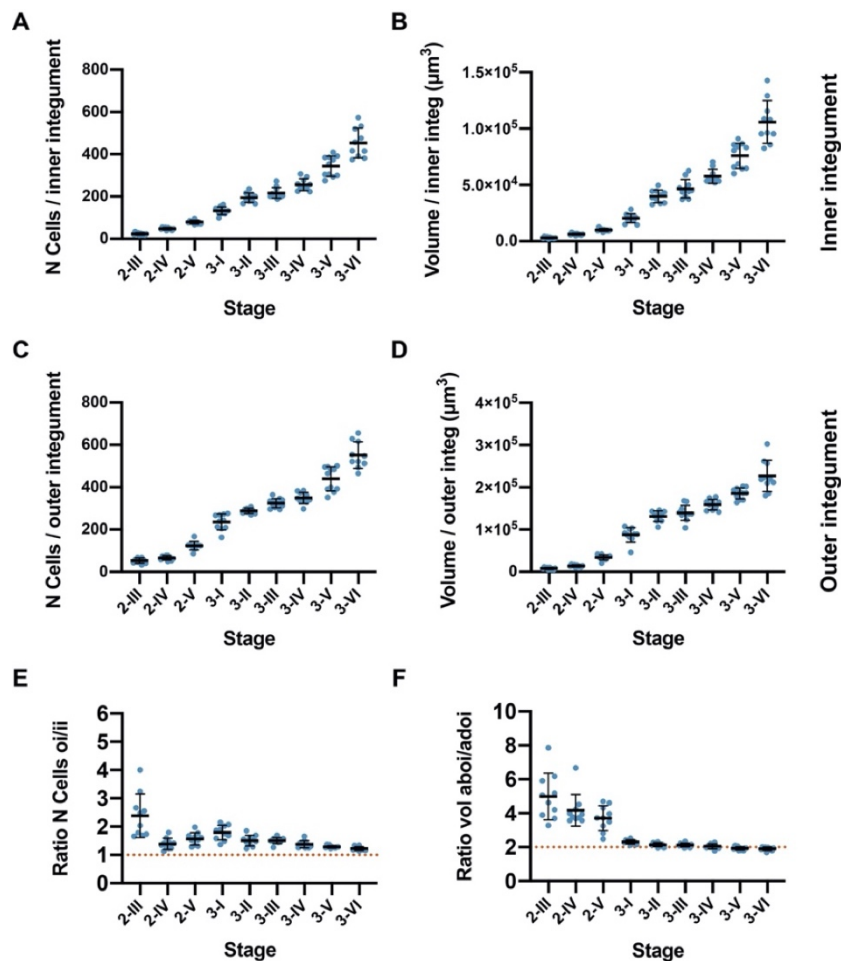 A
N Cells / inner integument
800
600
400
200
0
2-III 2-IV 2-V 3-I 3-II 3-III 3-IV 3-V 3-VI
Stage
B
Volume / inner integ (µm³)
1.5×10⁵
1.0×10⁵
5.0×10⁴
0.0
2-III 2-IV 2-V 3-I 3-II 3-III 3-IV 3-V 3-VI
Stage
Inner integument
C
N Cells / outer integument
800
600
400
200
0
2-III 2-IV 2-V 3-I 3-II 3-III 3-IV 3-V 3-VI
Stage
D
Volume / outer integ (µm³)
4×10⁵
3×10⁵
2×10⁵
1×10⁵
0
2-III 2-IV 2-V 3-I 3-II 3-III 3-IV 3-V 3-VI
Stage
Outer integument
E
Ratio N Cells oi/ii
6
5
4
3
2
1
0
2-III 2-IV 2-V 3-I 3-II 3-III 3-IV 3-V 3-VI
Stage
F
Ratio vol aboi/adoi
10
8
6
4
2
0
2-III 2-IV 2-V 3-I 3-II 3-III 3-IV 3-V 3-VI
Stage